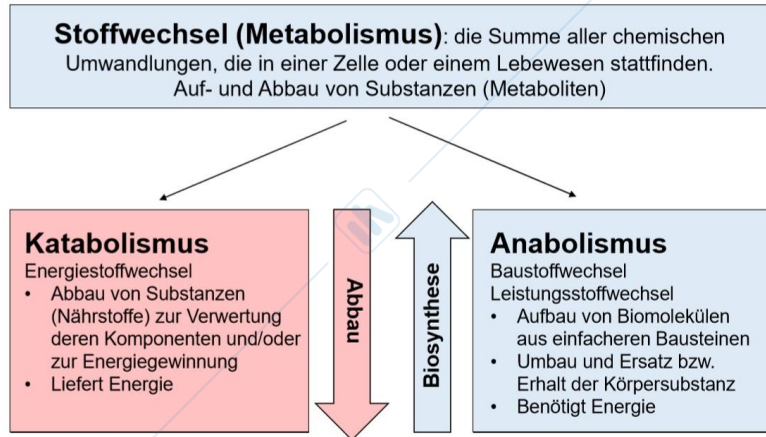 Stoffwechsel (Metabolismus): die Summe aller chemischen
Umwandlungen, die in einer Zelle oder einem Lebewesen stattfinden.
Auf- und Abbau von Substanzen (Metaboliten)
Katabolismus
Energiestoffwechsel
• Abbau von Substanzen
(Nährstoffe) zur Verwertung
deren Komponenten und/oder
zur Energiegewinnung
• Liefert Energie
Abbau
Biosynthese
Anabolismus
Baustoffwechsel
Leistungsstoffwechsel
• Aufbau von Biomolekülen
aus einfacheren Bausteinen
• Umbau und Ersatz bzw.
Erhalt der Körpersubstanz
• Benötigt Energie